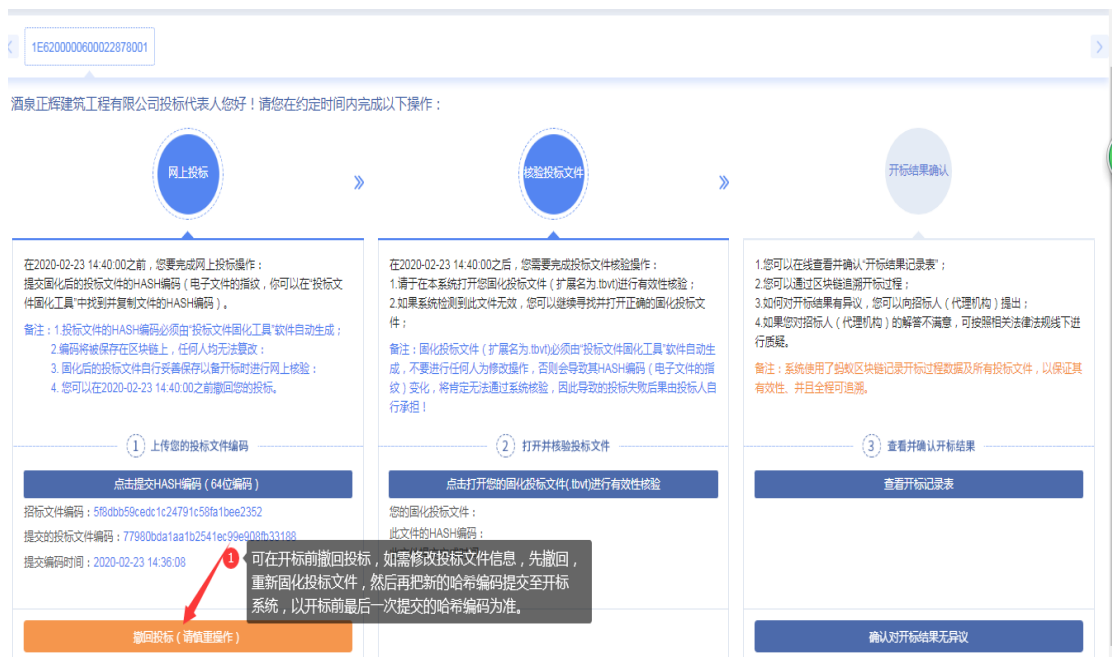 1E6200000600022878001
酒泉正辉建筑工程有限公司投标代表人您好！请您在约定时间内完成以下操作：
网上投标
核验投标文件
开标结果确认
在2020-02-23 14:40:00之前，您要完成网上投标操作：
提交固化后的投标文件的HASH编码（电子文件的指纹，你可以在“投标文
件固化工具”中找到并复制文件的HASH编码）。
备注：1.投标文件的HASH编码必须由“投标文件固化工具”软件自动生成；
2.编码将被保存在区块链上，任何人均无法篡改；
3. 固化后的投标文件自行妥善保存以备开标时进行网上核验；
4. 您可以在2020-02-23 14:40:00之前撤回您的投标。
1 上传您的投标文件编码
点击提交HASH编码（64位编码）
招标文件编码：5f8dbb59cedc1c24791c58fa1bee2352
提交的投标文件编码：77980bda1aa1b2541ec99e908fb33188
提交编码时间：2020-02-23 14:36:08
撤回投标（请慎重操作）
在2020-02-23 14:40:00之后，您需要完成投标文件核验操作：
1.请于在本系统打开您固化投标文件（扩展名为.tbvt)进行有效性核验；
2.如果系统检测到此文件无效，您可以继续寻找并打开正确的固化投标文
件；
备注：固化投标文件（扩展名为.tbvt)必须由“投标文件固化工具”软件自动生
成，不要进行任何人为修改操作，否则会导致其HASH编码（电子文件的指
纹）变化，将肯定无法通过系统核验，因此导致的投标失败后果由投标人自
行承担！
2 打开并核验投标文件
点击打开您的固化投标文件(.tbvt)进行有效性核验
您的固化投标文件：
此文件的HASH编码：
1 可在开标前撤回投标，如需修改投标文件信息，先撤回，
重新固化投标文件，然后再把新的哈希编码提交至开标
系统，以开标前最后一次提交的哈希编码为准。
1.您可以在线查看并确认“开标结果记录表”；
2.您可以通过区块链追溯开标过程；
3.如何对开标结果有异议，您可以向招标人（代理机构）提出；
4.如果您对招标人（代理机构）的解答不满意，可按照相关法律法规线下进
行质疑。
备注：系统使用了蚂蚁区块链记录开标过程数据及所有投标文件，以保证其
有效性、并且全程可追溯。
3 查看并确认开标结果
查看开标记录表
确认对开标结果无异议